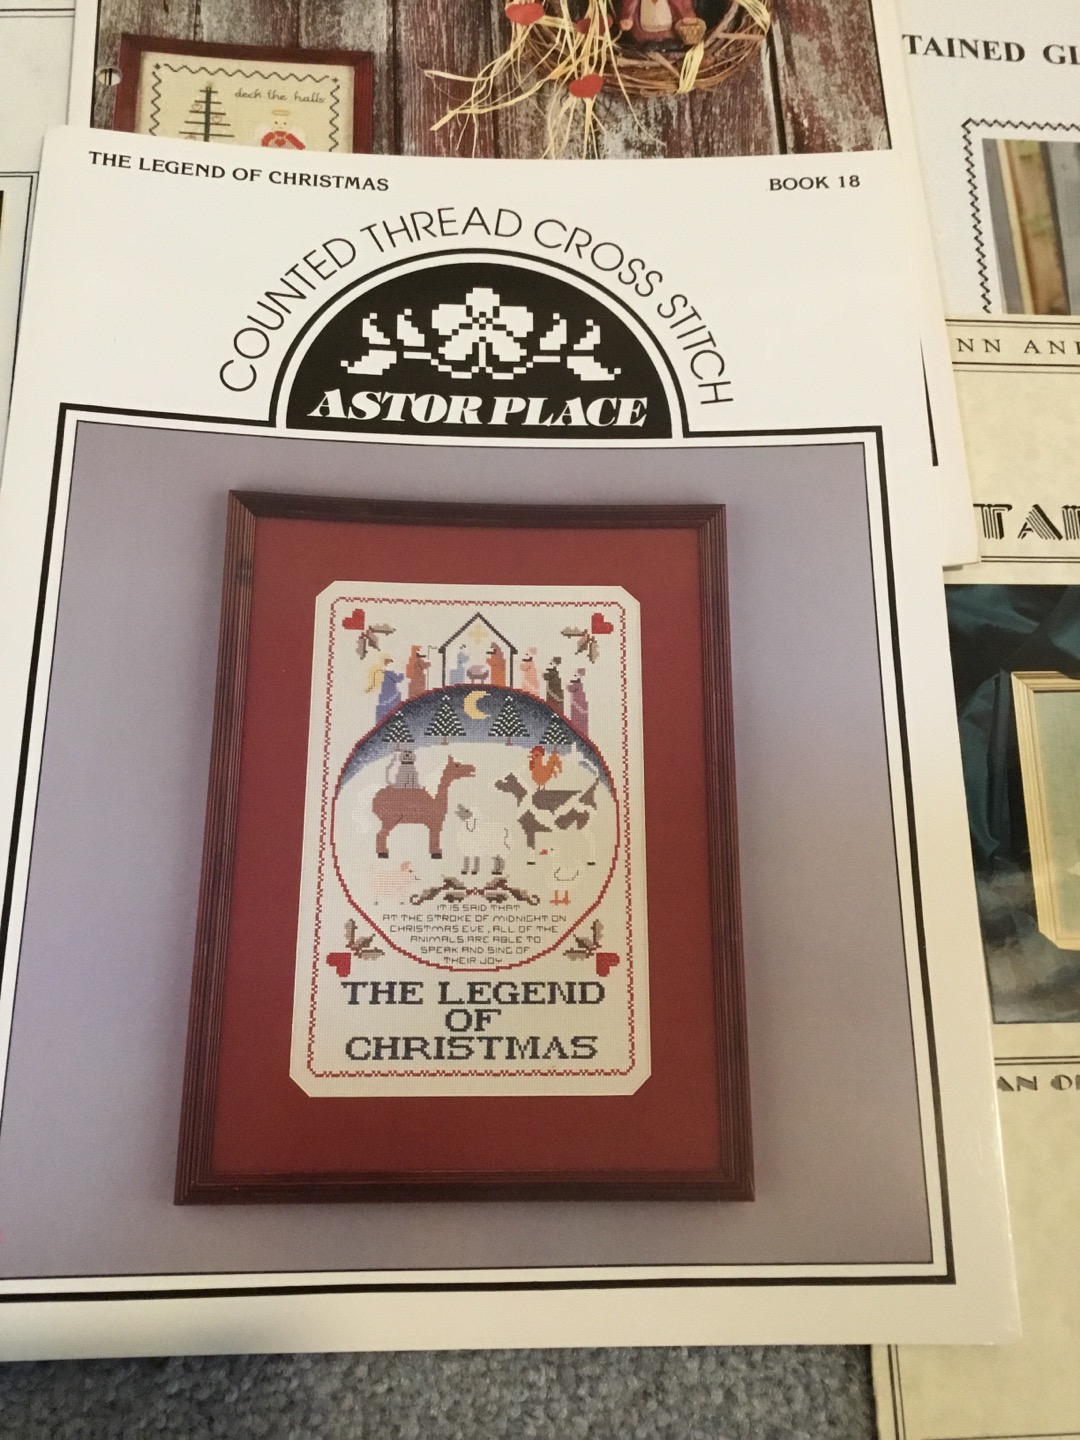 deck the halls
TAINED GL
THE LEGEND OF CHRISTMAS
BOOK 18
COUNTED THREAD CROSS STITCH
ASTOR PLACE
IT IS SAID THAT
AT THE STROKE OF MIDNIGHT ON
CHRISTMAS EVE, ALL OF THE
ANIMALS ARE ABLE TO
SPEAK AND SING OF
THEIR JOY
THE LEGEND
OF
CHRISTMAS
NN AN
TA
AN O